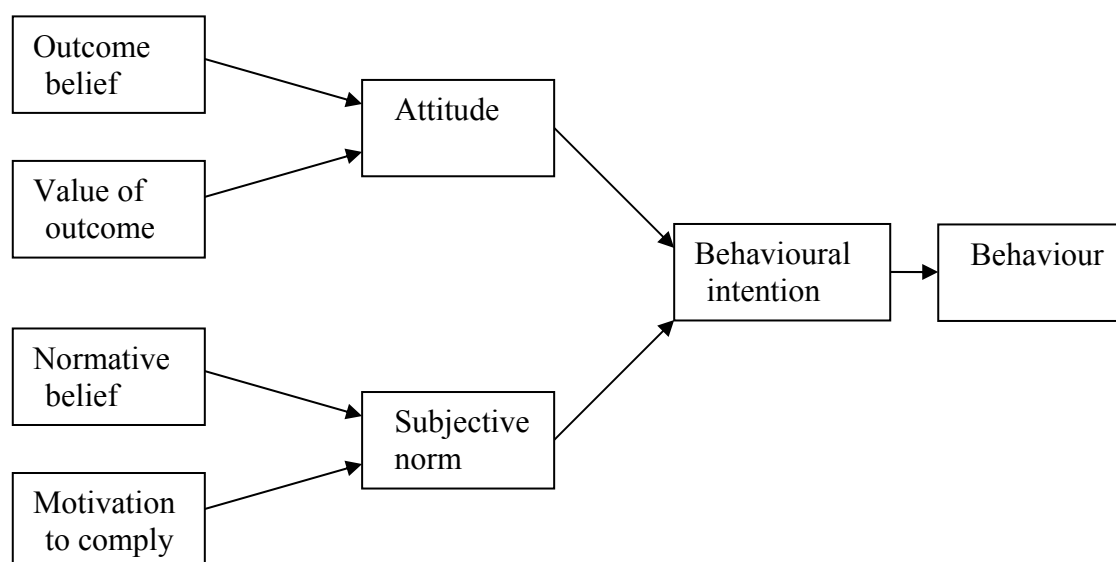 Outcome
belief
Attitude
Value of
outcome
Behavioural
intention
Behaviour
Normative
belief
Subjective
norm
Motivation
to comply